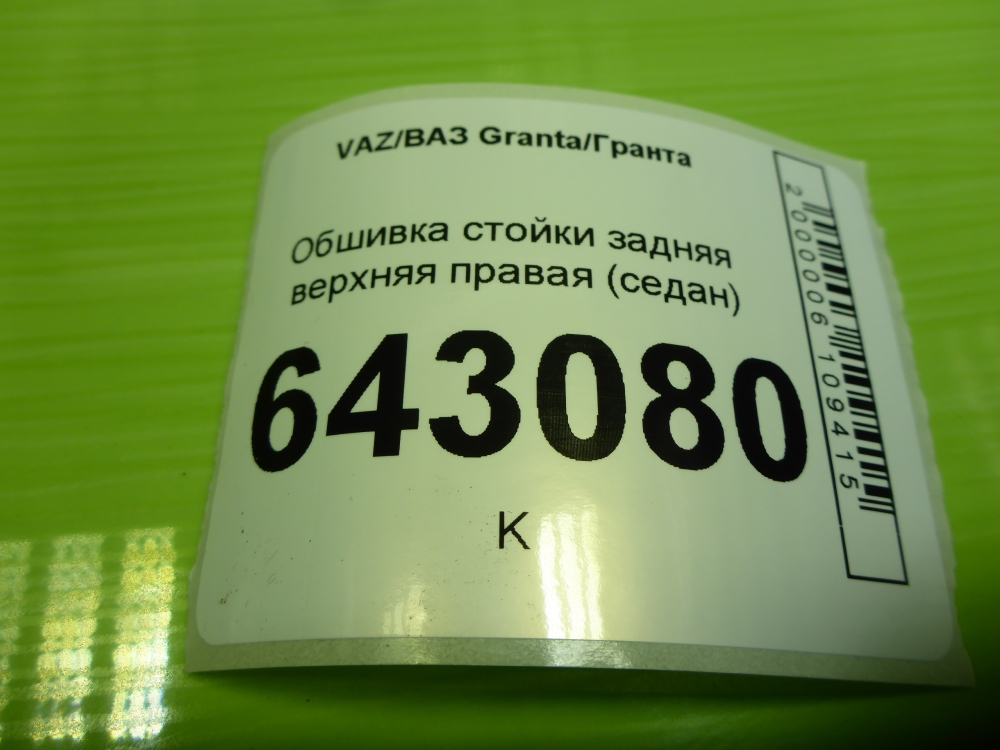 VAZ/ВАЗ Granta/Гранта
Обшивка стойки задняя
верхняя правая (седан)
643080
К
2000006109415